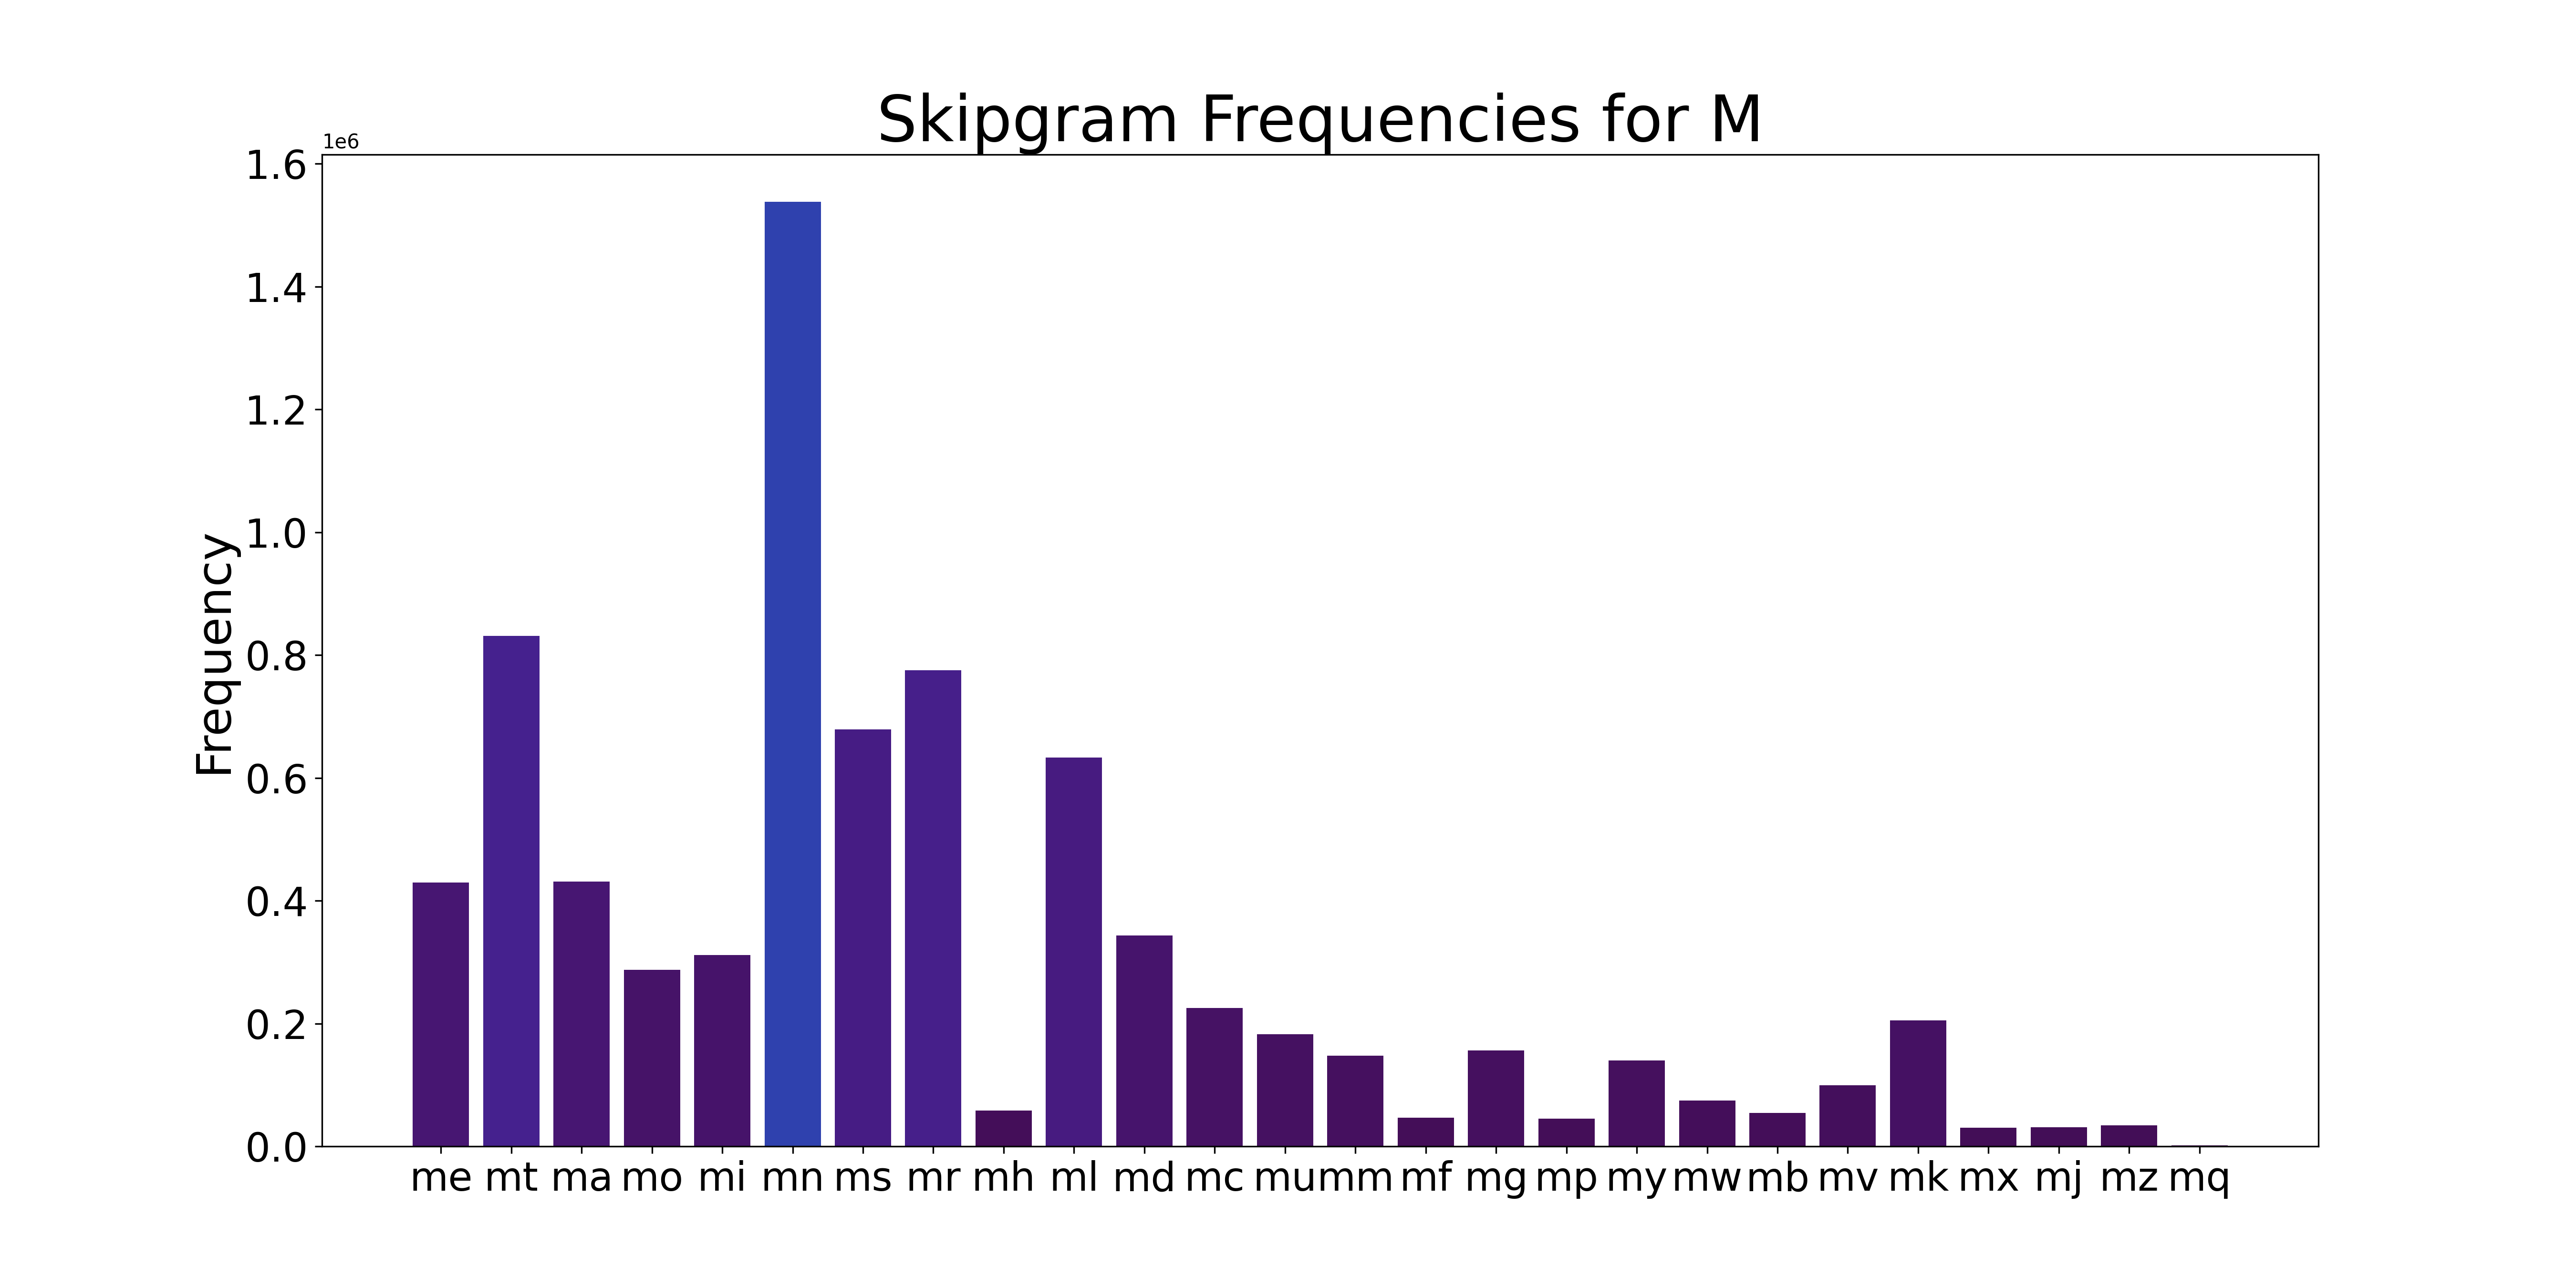 Skipgram Frequencies for M
1e6
1.6
1.4
1.2
1.0
0.8
0.6
0.4
0.2
0.0
Frequency
me mt ma mo mi mn ms mr mh ml md mc mu mm mf mg mp my mw mb mv mk mx mj mz mq